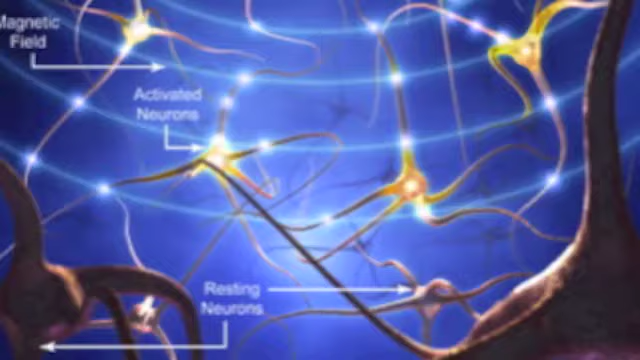 Magnetic
Field
Activated
Neurons
Resting
Neurons